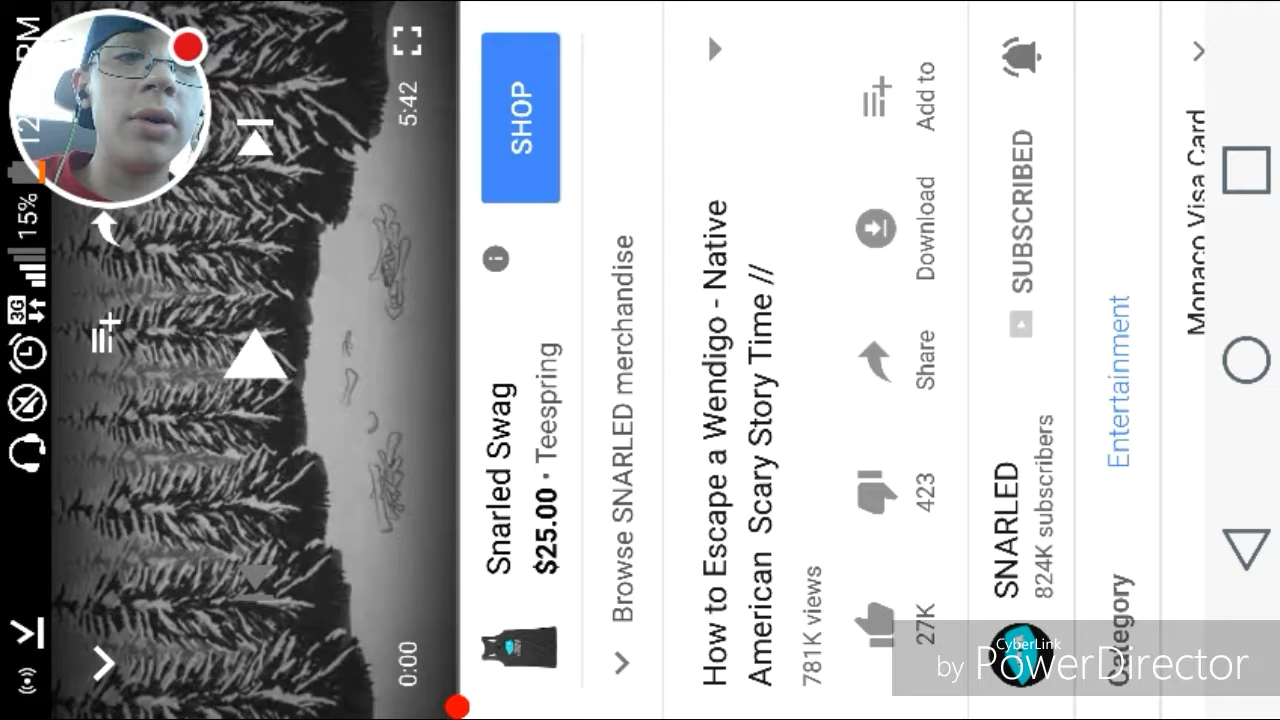 15%
3G
12
PM
0:00
5:42
Snarled Swag
$25.00 · Teespring
SHOP
Browse SNARLED merchandise
How to Escape a Wendigo - Native
American Scary Story Time //
781K views
27K
423
Share
Download
Add to
SNARLED
824K subscribers
SUBSCRIBED
Category
Entertainment
Monaco Visa Card
CyberLink
by PowerDirector